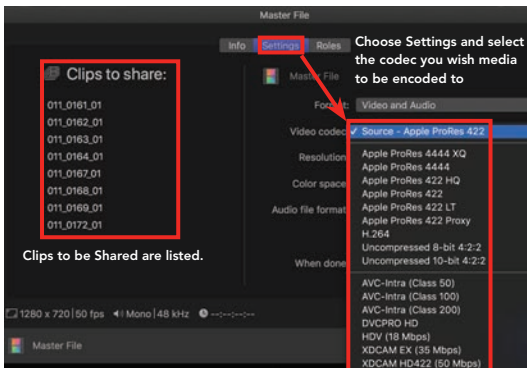 Master File
Info Settings Roles
Choose Settings and select
the codec you wish media
to be encoded to
Clips to share:
011_0161_01
011_0162_01
011_0163_01
011_0164_01
011_0167_01
011_0168_01
011_0169_01
011_0172_01
Clips to be Shared are listed.
Master File
Format: Video and Audio
Video codec ✓ Source - Apple ProRes 422
Resolution
Color space
Audio file format
When done
Apple ProRes 4444 XQ
Apple ProRes 4444
Apple ProRes 422 HQ
Apple ProRes 422
Apple ProRes 422 LT
Apple ProRes 422 Proxy
H.264
Uncompressed 8-bit 4:2:2
Uncompressed 10-bit 4:2:2
AVC-Intra (Class 50)
AVC-Intra (Class 100)
AVC-Intra (Class 200)
DVCPRO HD
HDV (18 Mbps)
XDCAM EX (35 Mbps)
XDCAM HD422 (50 Mbps)
1280 x 720 | 50 fps Mono | 48 kHz --:--:--:--
Master File